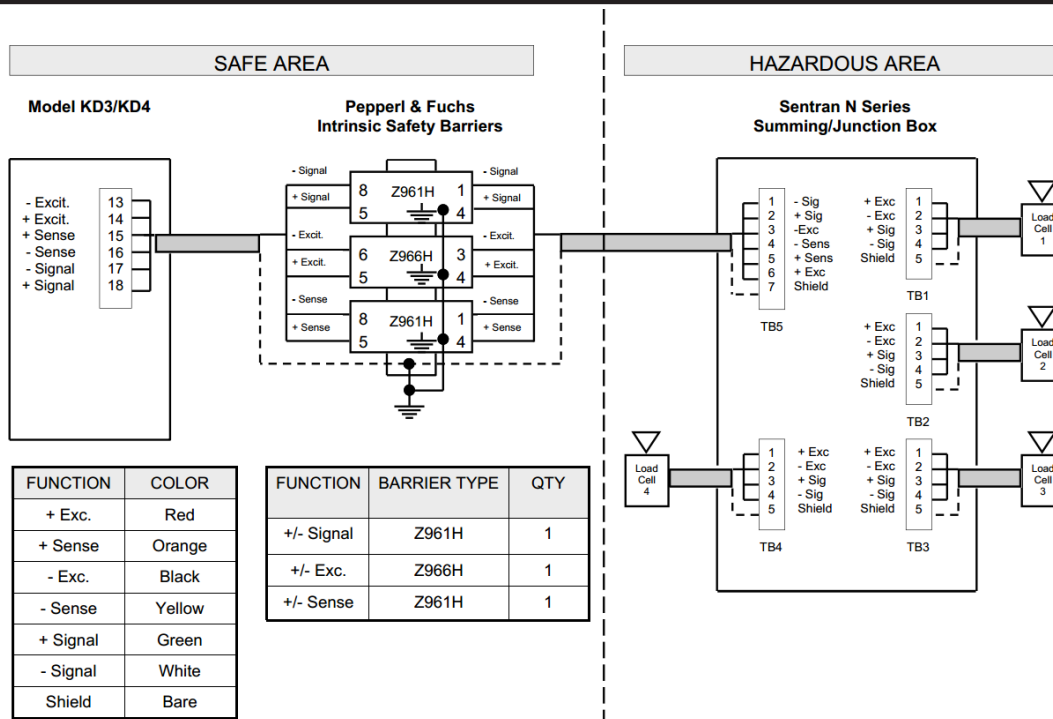 SAFE AREA
HAZARDOUS AREA
Model KD3/KD4
Pepperl & Fuchs
Intrinsic Safety Barriers
Sentran N Series
Summing/Junction Box
- Excit. 13
+ Excit. 14
+ Sense 15
- Sense 16
- Signal 17
+ Signal 18
- Signal
+ Signal
8 Z961H 1
5 4
- Signal
+ Signal
- Excit.
+ Excit.
6 Z966H 3
5 4
- Excit.
+ Excit.
- Sense
+ Sense
8 Z961H 1
5 4
- Sense
+ Sense
1 - Sig
2 + Sig
3 -Exc
4 - Sens
5 + Sens
6 + Exc
7 Shield
TB5
+ Exc 1
- Exc 2
+ Sig 3
- Sig 4
Shield 5
TB1
Load
Cell
1
+ Exc 1
- Exc 2
+ Sig 3
- Sig 4
Shield 5
TB2
Load
Cell
2
Load
Cell
4
1 + Exc
2 - Exc
3 + Sig
4 - Sig
5 Shield
TB4
+ Exc 1
- Exc 2
+ Sig 3
- Sig 4
Shield 5
TB3
Load
Cell
3
FUNCTION COLOR
+ Exc. Red
+ Sense Orange
- Exc. Black
- Sense Yellow
+ Signal Green
- Signal White
Shield Bare
FUNCTION BARRIER TYPE QTY
+/- Signal Z961H 1
+/- Exc. Z966H 1
+/- Sense Z961H 1